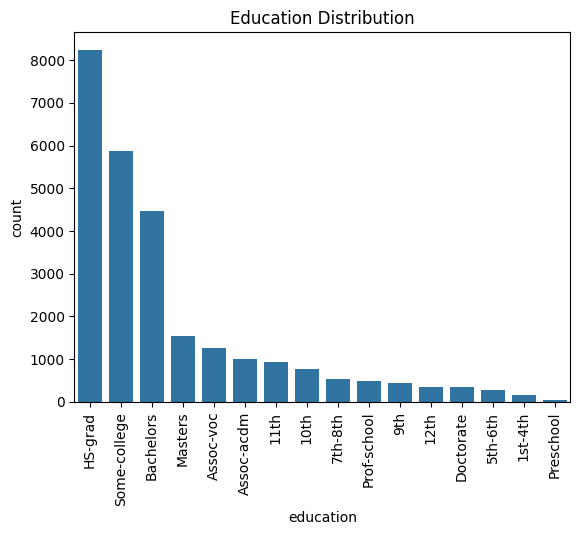 Education Distribution
count
8000
7000
6000
5000
4000
3000
2000
1000
0
HS-grad
Some-college
Bachelors
Masters
Assoc-voc
Assoc-acdm
11th
10th
7th-8th
Prof-school
9th
12th
Doctorate
5th-6th
1st-4th
Preschool
education